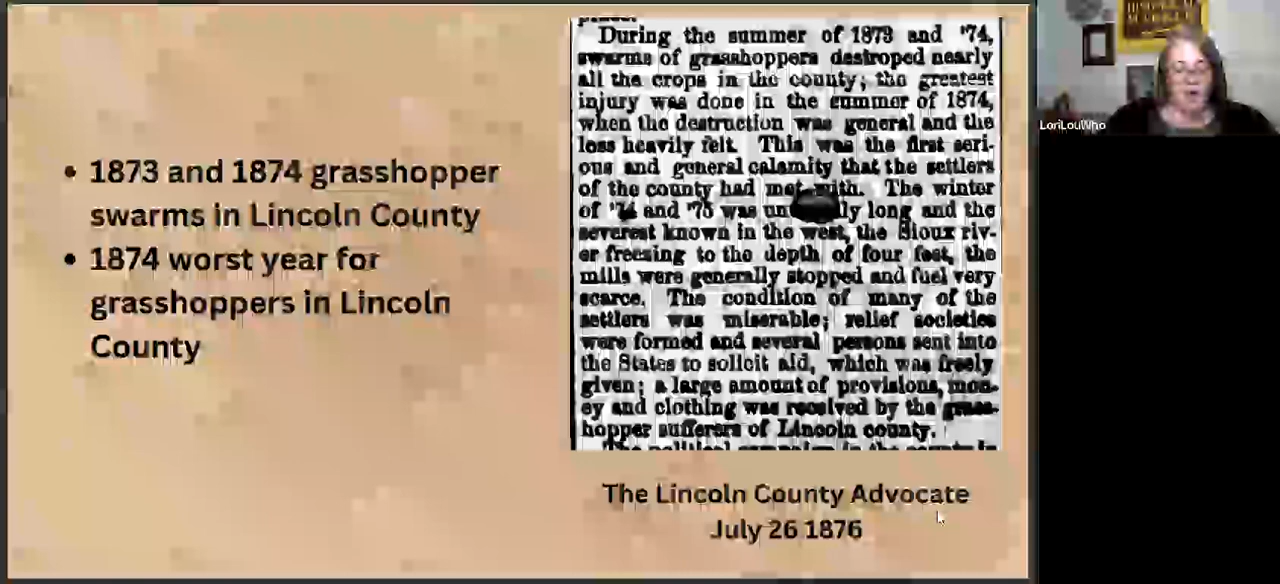 1873 and 1874 grasshopper
swarms in Lincoln County
1874 worst year for
grasshoppers in Lincoln
County
During the summer of 1873 and '74,
swarms of grasshoppers destroyed nearly
all the crops in the county; the greatest
injury was done in the summer of 1874,
when the destruction was general and the
loss heavily felt. This was the first seri-
ous and general calamity that the settlers
of the county had met with. The winter
of '74 and '75 was long and the
severest known in the west, the Sioux riv-
er freezing to the depth of four feet, the
mills were generally stopped and fuel very
scarce. The condition of many of the
settlers was miserable; relief societies
were formed and several persons sent into
the States to solicit aid, which was freely
given; a large amount of provisions, mon-
ey and clothing was received by the grass-
hopper sufferers of Lincoln county.
The political campaign in the county in
The Lincoln County Advocate
July 26 1876
LoriLouWho